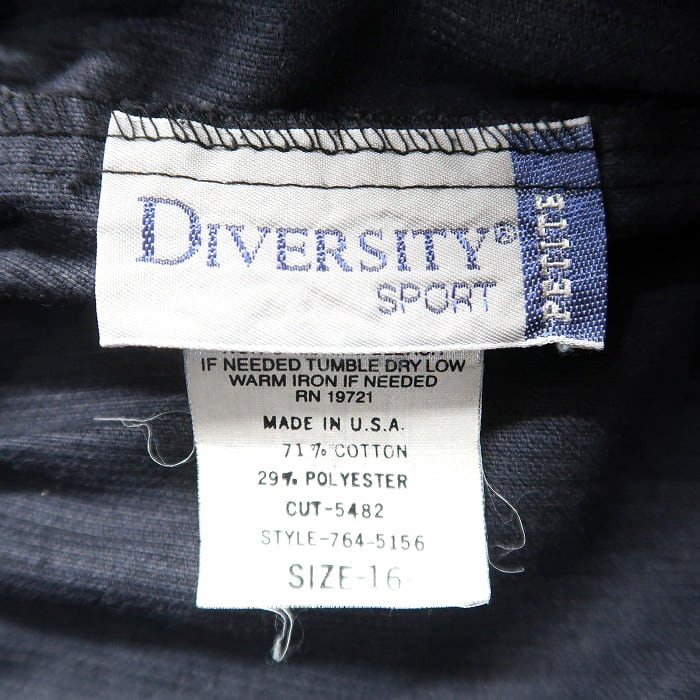 DIVERSITY®
SPORT
PETITE
IF NEEDED TUMBLE DRY LOW
WARM IRON IF NEEDED
RN 19721
MADE IN U.S.A.
71% COTTON
29% POLYESTER
CUT-5482
STYLE-764-5156
SIZE-16